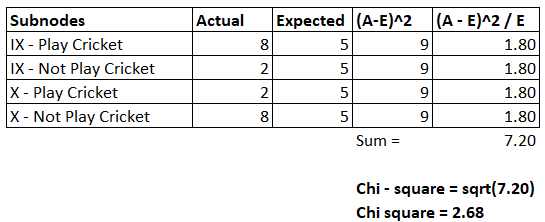 Subnodes Actual Expected (A-E)^2 (A - E)^2 / E
IX - Play Cricket 8 5 9 1.80
IX - Not Play Cricket 2 5 9 1.80
X - Play Cricket 2 5 9 1.80
X - Not Play Cricket 8 5 9 1.80
Sum = 7.20
Chi - square = sqrt(7.20)
Chi square = 2.68